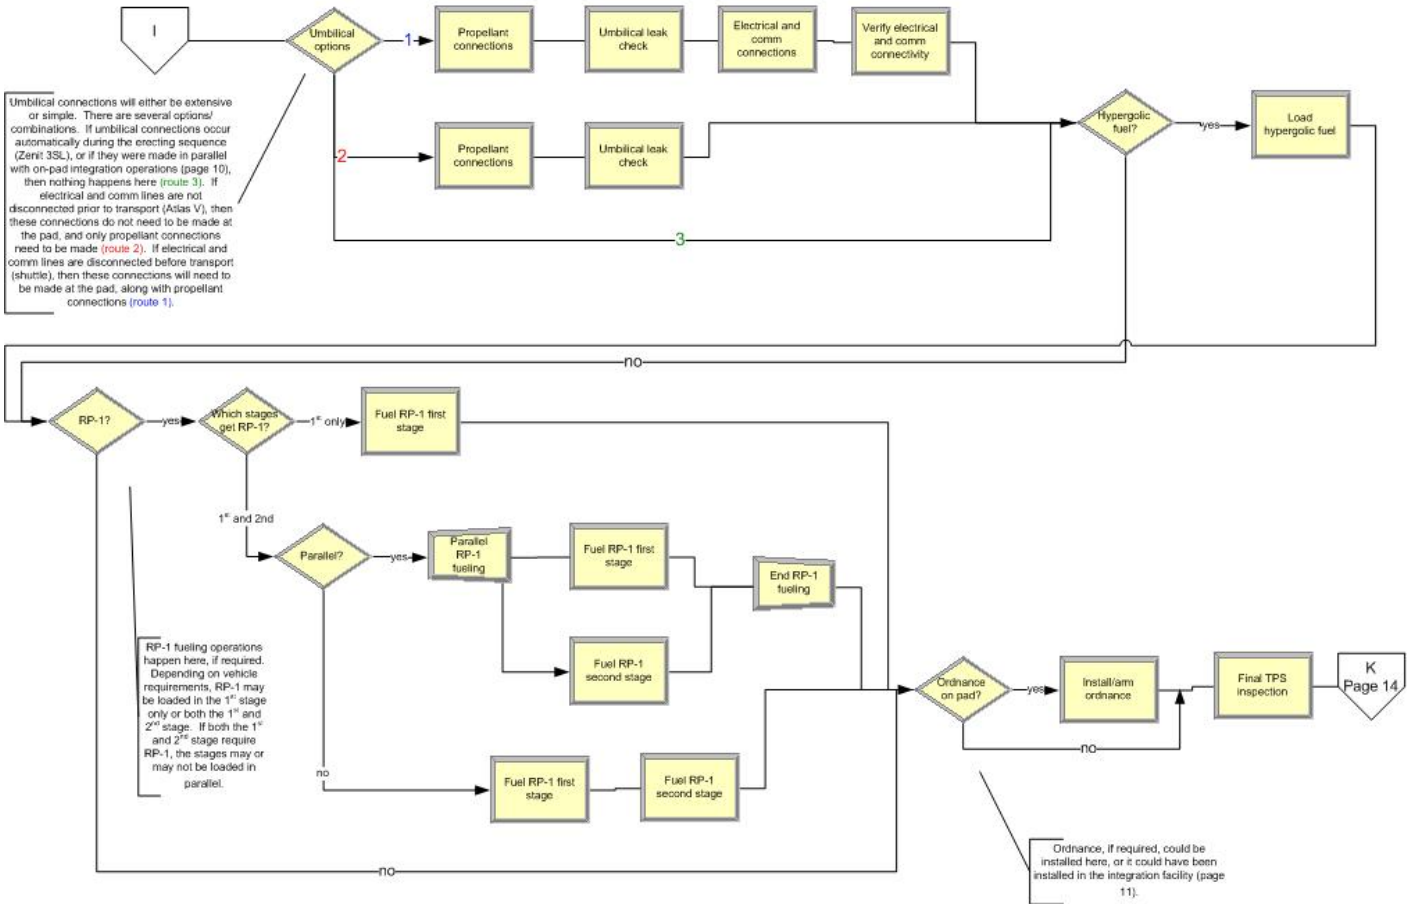 I
Umbilical
options
1
Propellant
connections
Umbilical leak
check
Electrical and
comm
connections
Verify electrical
and comm
connectivity
Umbilical connections will either be extensive
or simple. There are several options/
combinations. If umbilical connections occur
automatically during the erecting sequence
(Zenit 3SL), or if they were made in parallel
with on-pad integration operations (page 10),
then nothing happens here (route 3). If
electrical and comm lines are not
disconnected prior to transport (Atlas V), then
these connections do not need to be made at
the pad, and only propellant connections
need to be made (route 2). If electrical and
comm lines are disconnected before transport
(shuttle), then these connections will need to
be made at the pad, along with propellant
connections (route 1).
2
Propellant
connections
Umbilical leak
check
3
Hypergolic
fuel?
yes
Load
hypergolic fuel
no
RP-1?
yes
Which stages
get RP-1?
1st only
Fuel RP-1 first
stage
1st and 2nd
Parallel?
yes
Parallel
RP-1
fueling
Fuel RP-1 first
stage
End RP-1
fueling
Fuel RP-1
second stage
RP-1 fueling operations
happen here, if required.
Depending on vehicle
requirements, RP-1 may
be loaded in the 1st stage
only or both the 1st and
2nd stage. If both the 1st
and 2nd stage require
RP-1, the stages may or
may not be loaded in
parallel.
no
Fuel RP-1 first
stage
Fuel RP-1
second stage
no
Ordnance
on pad?
yes
Install/arm
ordnance
no
Final TPS
inspection
K
Page 14
Ordnance, if required, could be
installed here, or it could have been
installed in the integration facility (page
11).